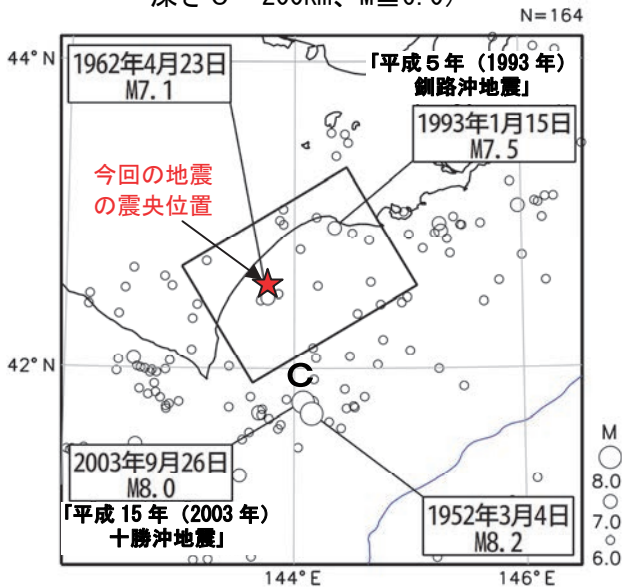 N=164
44°N
1962年4月23日
M7.1
「平成５年（1993 年）
釧路沖地震」
1993年1月15日
M7.5
今回の地震
の震央位置
42°N
C
2003年9月26日
M8.0
「平成 15 年（2003 年）
十勝沖地震」
1952年3月4日
M8.2
M
8.0
7.0
6.0
144°E
146°E